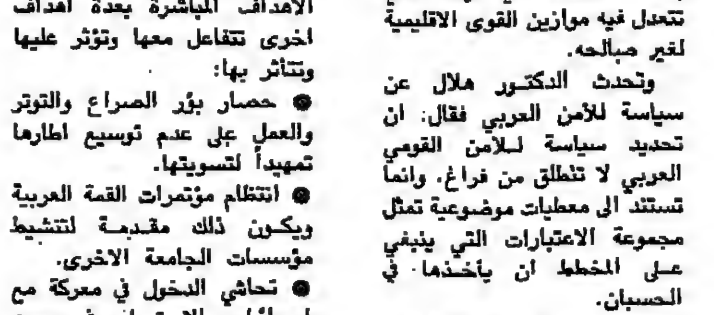 تتعدل فيه موازين القوى الاقليمية
لغير صالحه.
وتحدث الدكتور هلال عن
سياسة للأمن العربي فقال: ان
تحديد سياسة للامن القومي
العربي لا تنطلق من فراغ، وانما
تستند الى معطيات موضوعية تمثل
مجموعة الاعتبارات التي ينبغي
على المخطط ان يأخذها في
الحسبان.
الاهداف المباشرة بعدة اهداف
اخرى تتفاعل معها وتؤثر عليها
وتتأثر بها:
● حصار بؤر الصراع والتوتر
والعمل على عدم توسيع اطارها
تمهيداً لتسويتها.
● انتظام مؤتمرات القمة العربية
ويكون ذلك مقدمة لتنشيط
مؤسسات الجامعة الاخرى.
● تحاشي الدخول في معركة مع